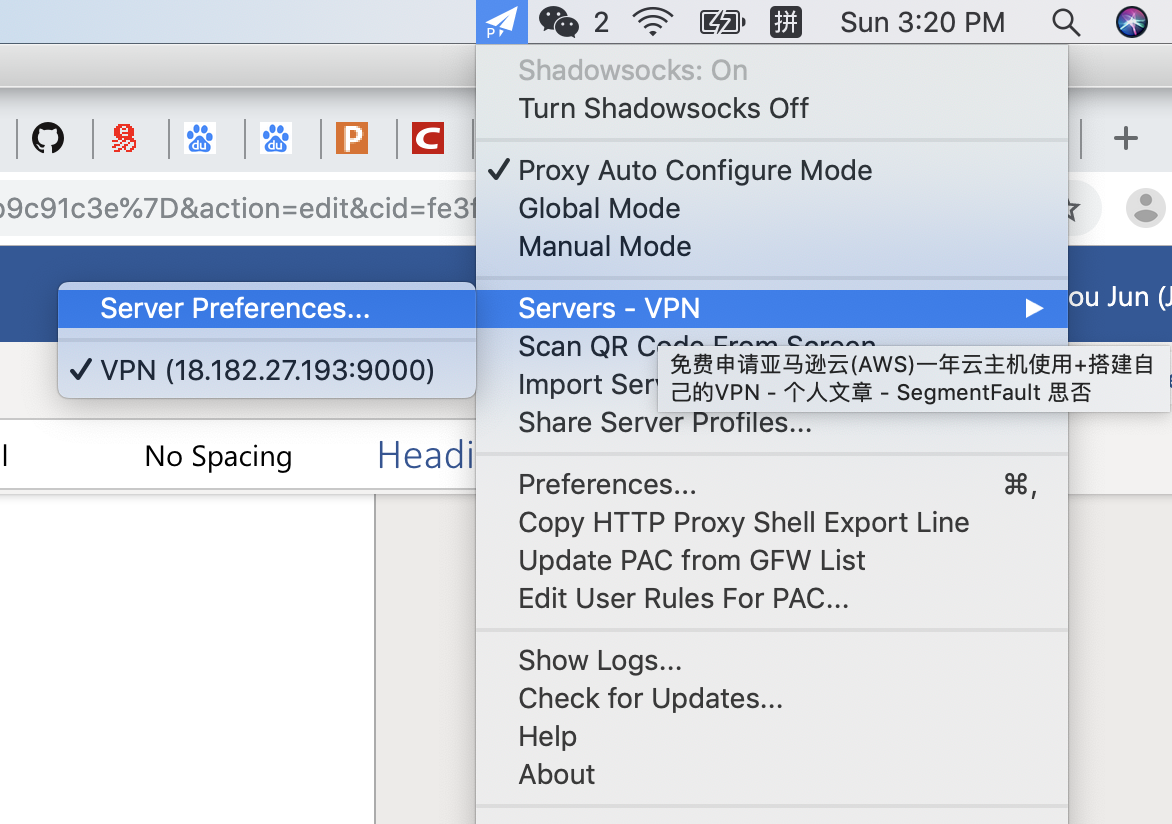 P
2
拼
Sun 3:20 PM
Shadowsocks: On
Turn Shadowsocks Off
du
du
P
C
✓ Proxy Auto Configure Mode
Global Mode
Manual Mode
9c91c3e%7D&action=edit&cid=fe3f
Server Preferences...
Servers - VPN
ou Jun (J
✓ VPN (18.182.27.193:9000)
Scan QR Code From Screen
Import Ser
免费申请亚马逊云(AWS)一年云主机使用+搭建自
己的VPN - 个人文章 - SegmentFault 思否
Share Server Profiles...
l
No Spacing
Headi
Preferences...
⌘,
Copy HTTP Proxy Shell Export Line
Update PAC from GFW List
Edit User Rules For PAC...
Show Logs...
Check for Updates...
Help
About